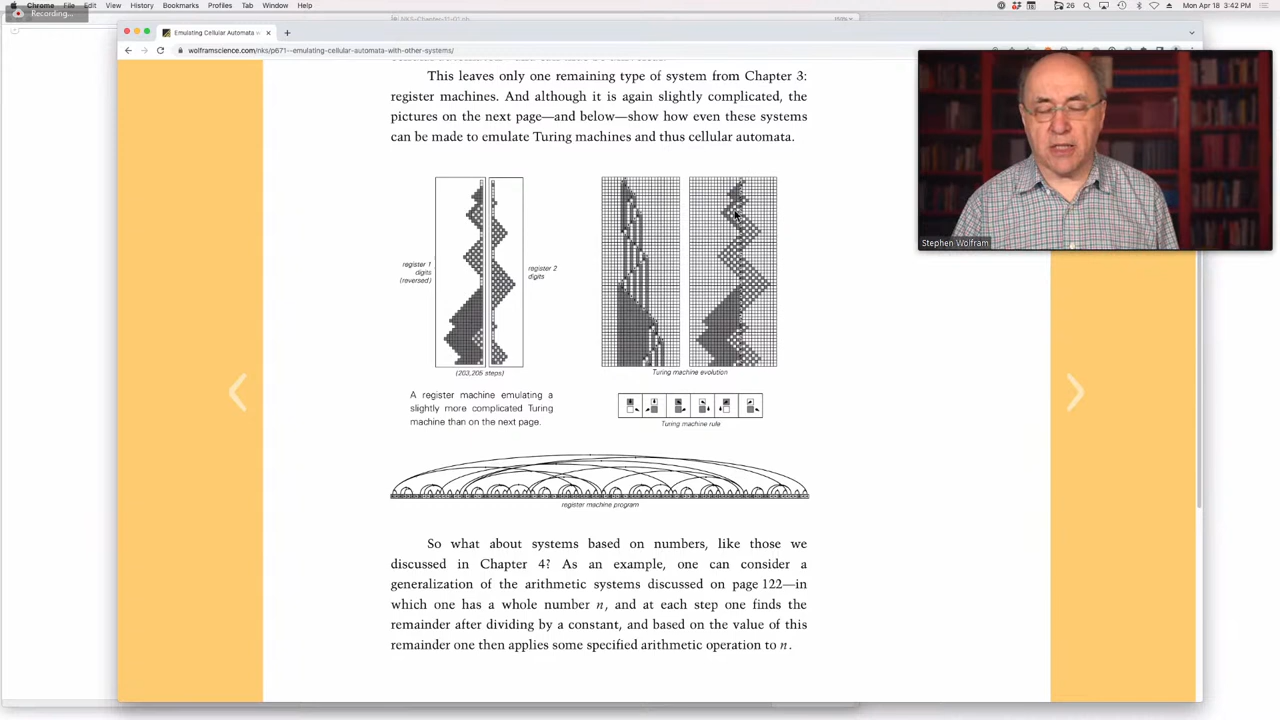 Chrome File Edit View History Bookmarks Profiles Tab Window Help
26 Mon Apr 18 3:42 PM
Recording...
NKS-Chapter-11-01.nb
Emulating Cellular Automata
wolframscience.com/nks/p671--emulating-cellular-automata-with-other-systems/
This leaves only one remaining type of system from Chapter 3:
register machines. And although it is again slightly complicated, the
pictures on the next page—and below—show how even these systems
can be made to emulate Turing machines and thus cellular automata.
register 1
digits
(reversed)
register 2
digits
(203,205 steps)
Turing machine evolution
A register machine emulating a
slightly more complicated Turing
machine than on the next page.
Turing machine rule
register machine program
So what about systems based on numbers, like those we
discussed in Chapter 4? As an example, one can consider a
generalization of the arithmetic systems discussed on page 122—in
which one has a whole number n, and at each step one finds the
remainder after dividing by a constant, and based on the value of this
remainder one then applies some specified arithmetic operation to n.
Stephen Wolfram